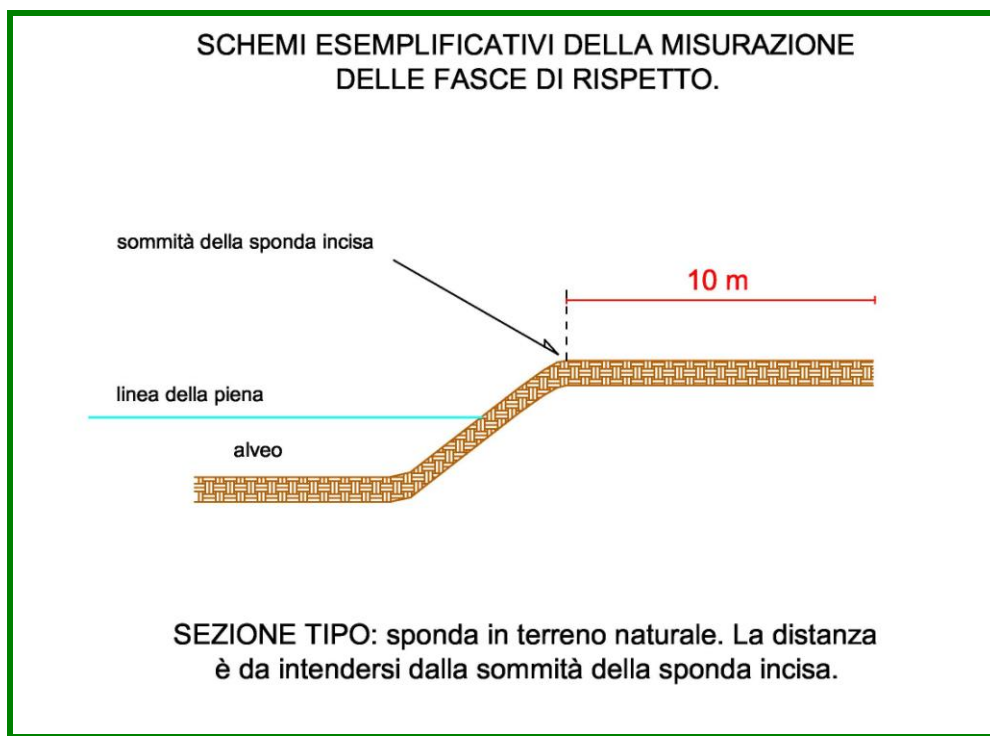 SCHEMI ESEMPLIFICATIVI DELLA MISURAZIONE
DELLE FASCE DI RISPETTO.
sommità della sponda incisa
10 m
linea della piena
alveo
SEZIONE TIPO: sponda in terreno naturale. La distanza
è da intendersi dalla sommità della sponda incisa.